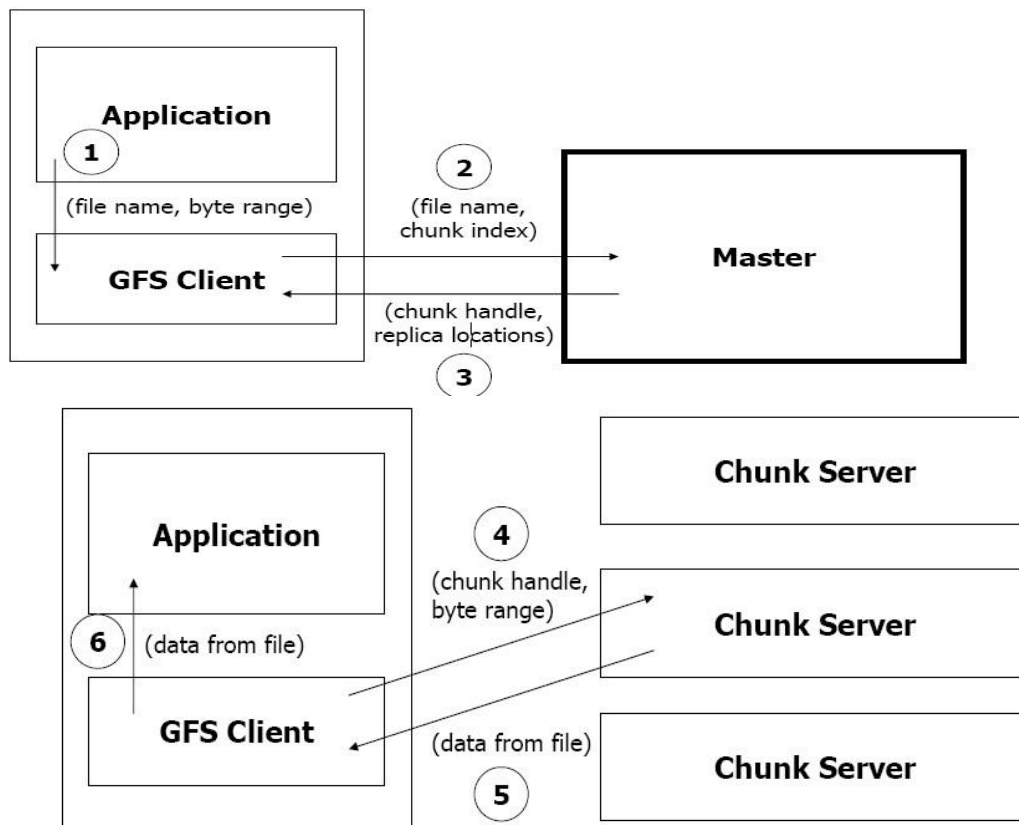 Application
1
(file name, byte range)
GFS Client
2
(file name,
chunk index)
Master
(chunk handle,
replica locations)
3
Application
6
(data from file)
GFS Client
4
(chunk handle,
byte range)
(data from file)
5
Chunk Server
Chunk Server
Chunk Server